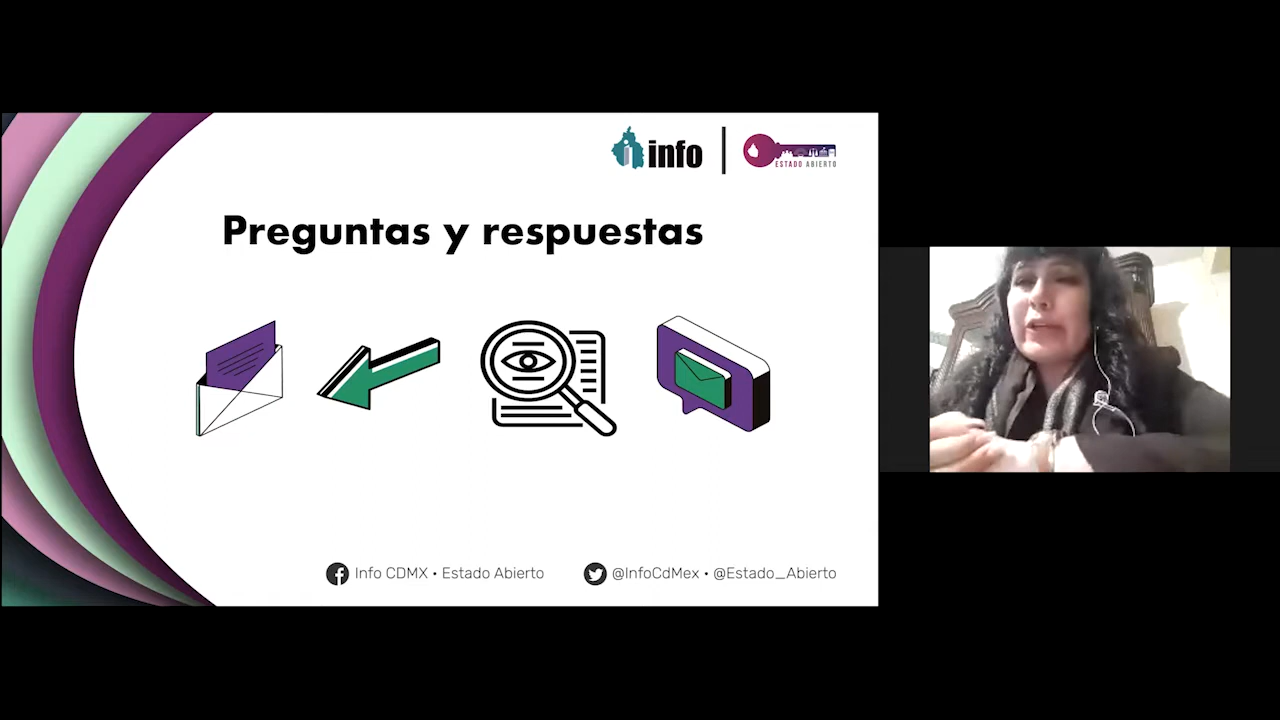 info
ESTADO ABIERTO
Preguntas y respuestas
Info CDMX • Estado Abierto
@InfoCdMex • @Estado_Abierto